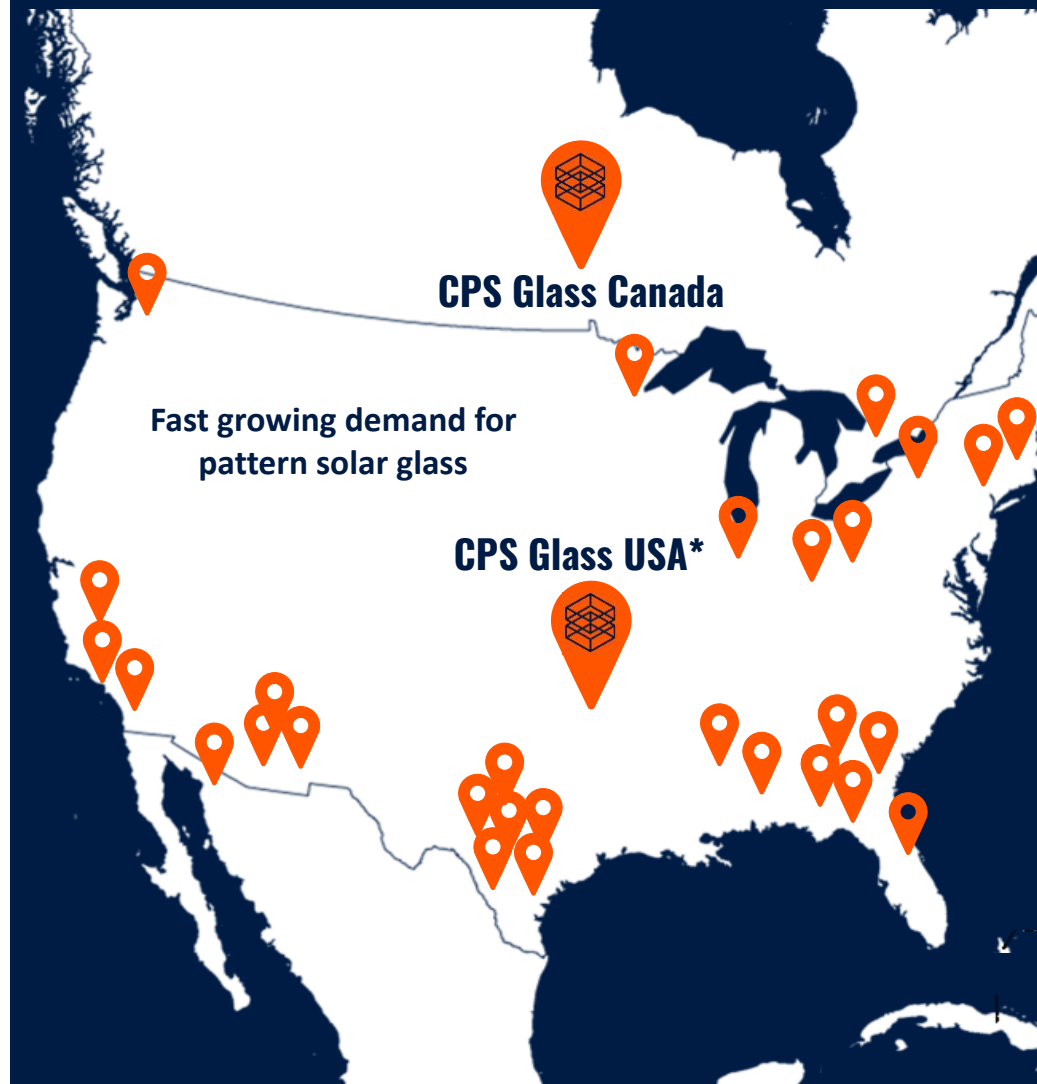 CPS Glass Canada
Fast growing demand for
pattern solar glass
CPS Glass USA*